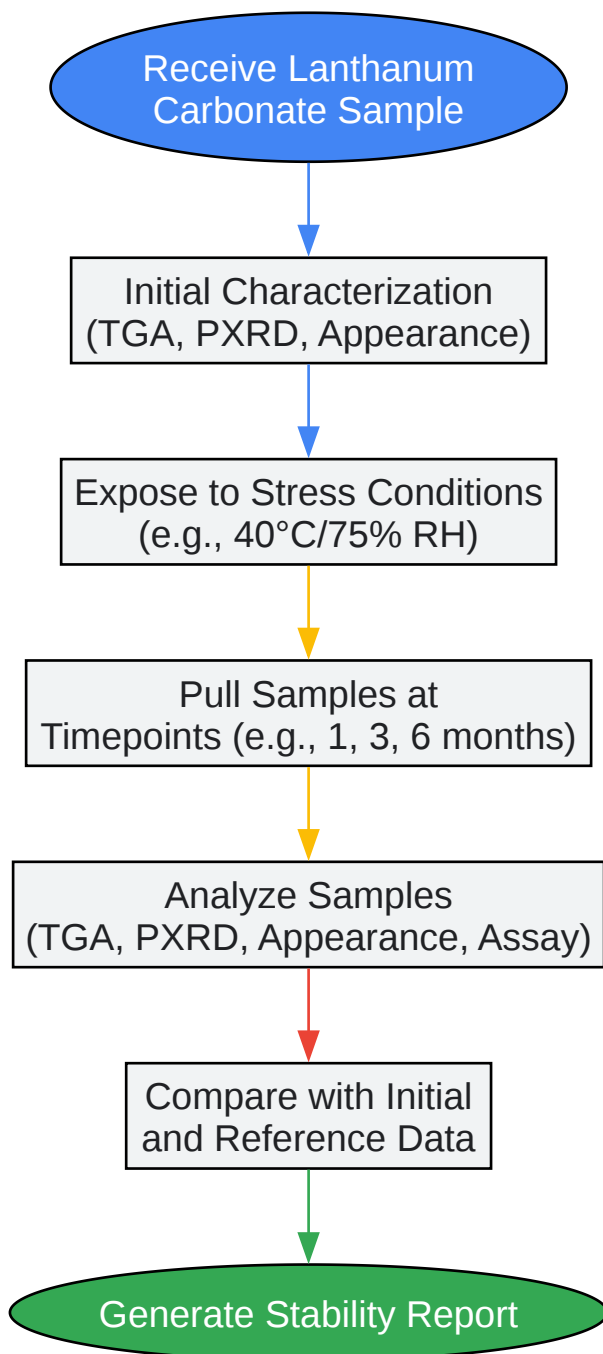 Receive Lanthanum
Carbonate Sample
Initial Characterization
(TGA, PXRD, Appearance)
Expose to Stress Conditions
(e.g., 40°C/75% RH)
Pull Samples at
Timepoints (e.g., 1, 3, 6 months)
Analyze Samples
(TGA, PXRD, Appearance, Assay)
Compare with Initial
and Reference Data
Generate Stability Report